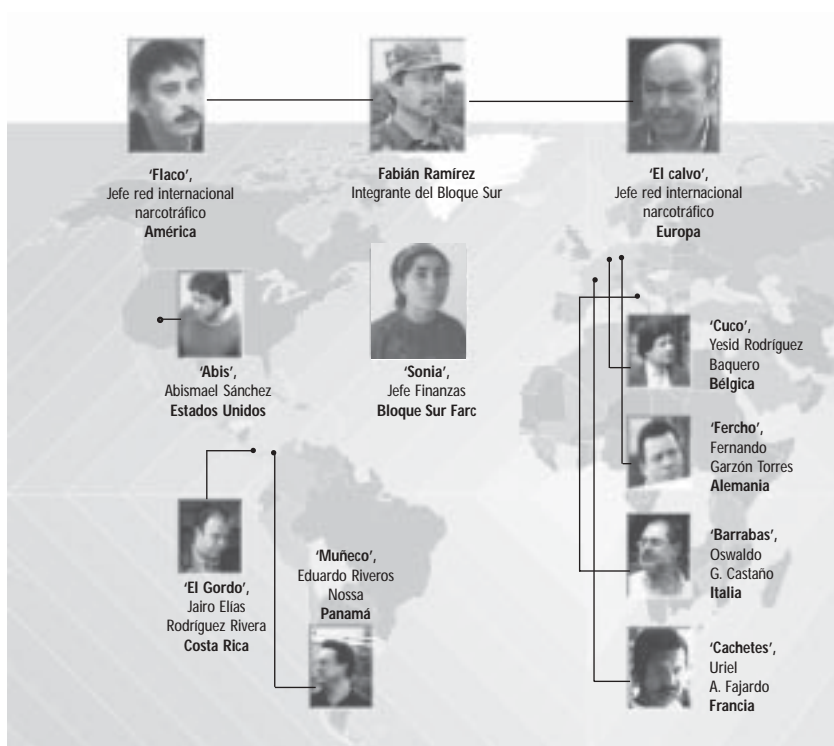 ‘Flaco’,
Jefe red internacional
narcotráfico
América
Fabián Ramírez
Integrante del Bloque Sur
‘El calvo’,
Jefe red internacional
narcotráfico
Europa
‘Abis’,
Abismael Sánchez
Estados Unidos
‘Sonia’,
Jefe Finanzas
Bloque Sur Farc
‘Cuco’,
Yesid Rodríguez
Baquero
Bélgica
‘Fercho’,
Fernando
Garzón Torres
Alemania
‘El Gordo’,
Jairo Elías
Rodríguez Rivera
Costa Rica
‘Muñeco’,
Eduardo Riveros
Nossa
Panamá
‘Barrabas’,
Oswaldo
G. Castaño
Italia
‘Cachetes’,
Uriel
A. Fajardo
Francia